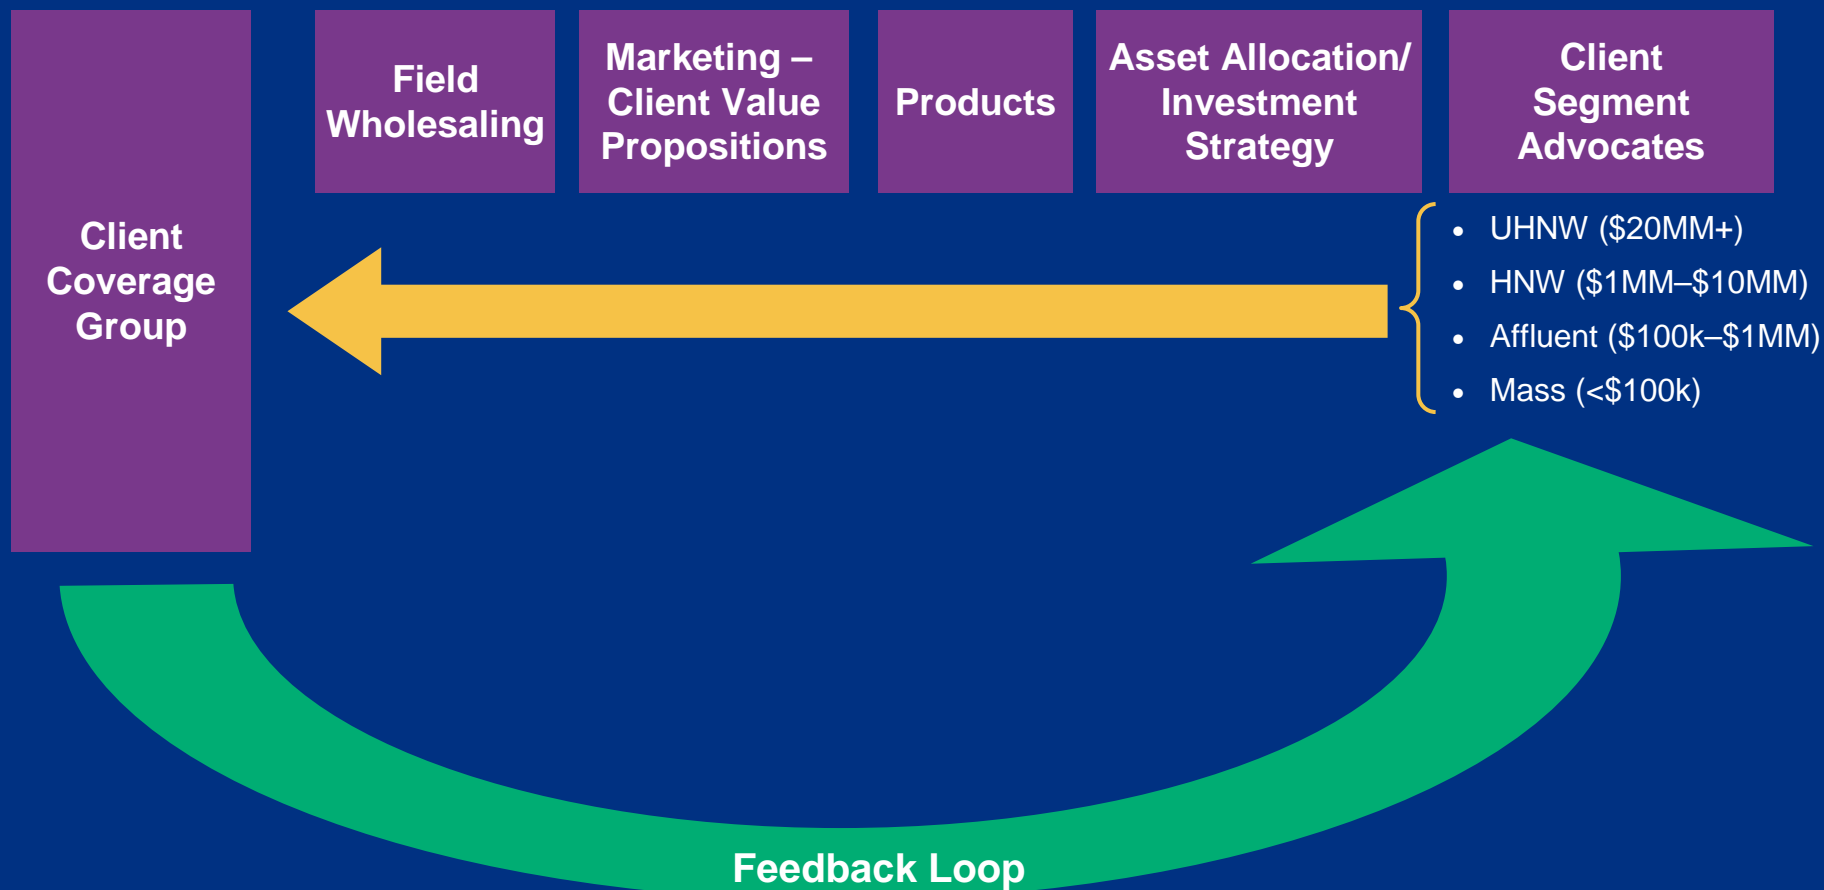 Client
Coverage
Group
Field
Wholesaling
Marketing –
Client Value
Propositions
Products
Asset Allocation/
Investment
Strategy
Client
Segment
Advocates
• UHNW ($20MM+)
• HNW ($1MM–$10MM)
• Affluent ($100k–$1MM)
• Mass (<$100k)
Feedback Loop